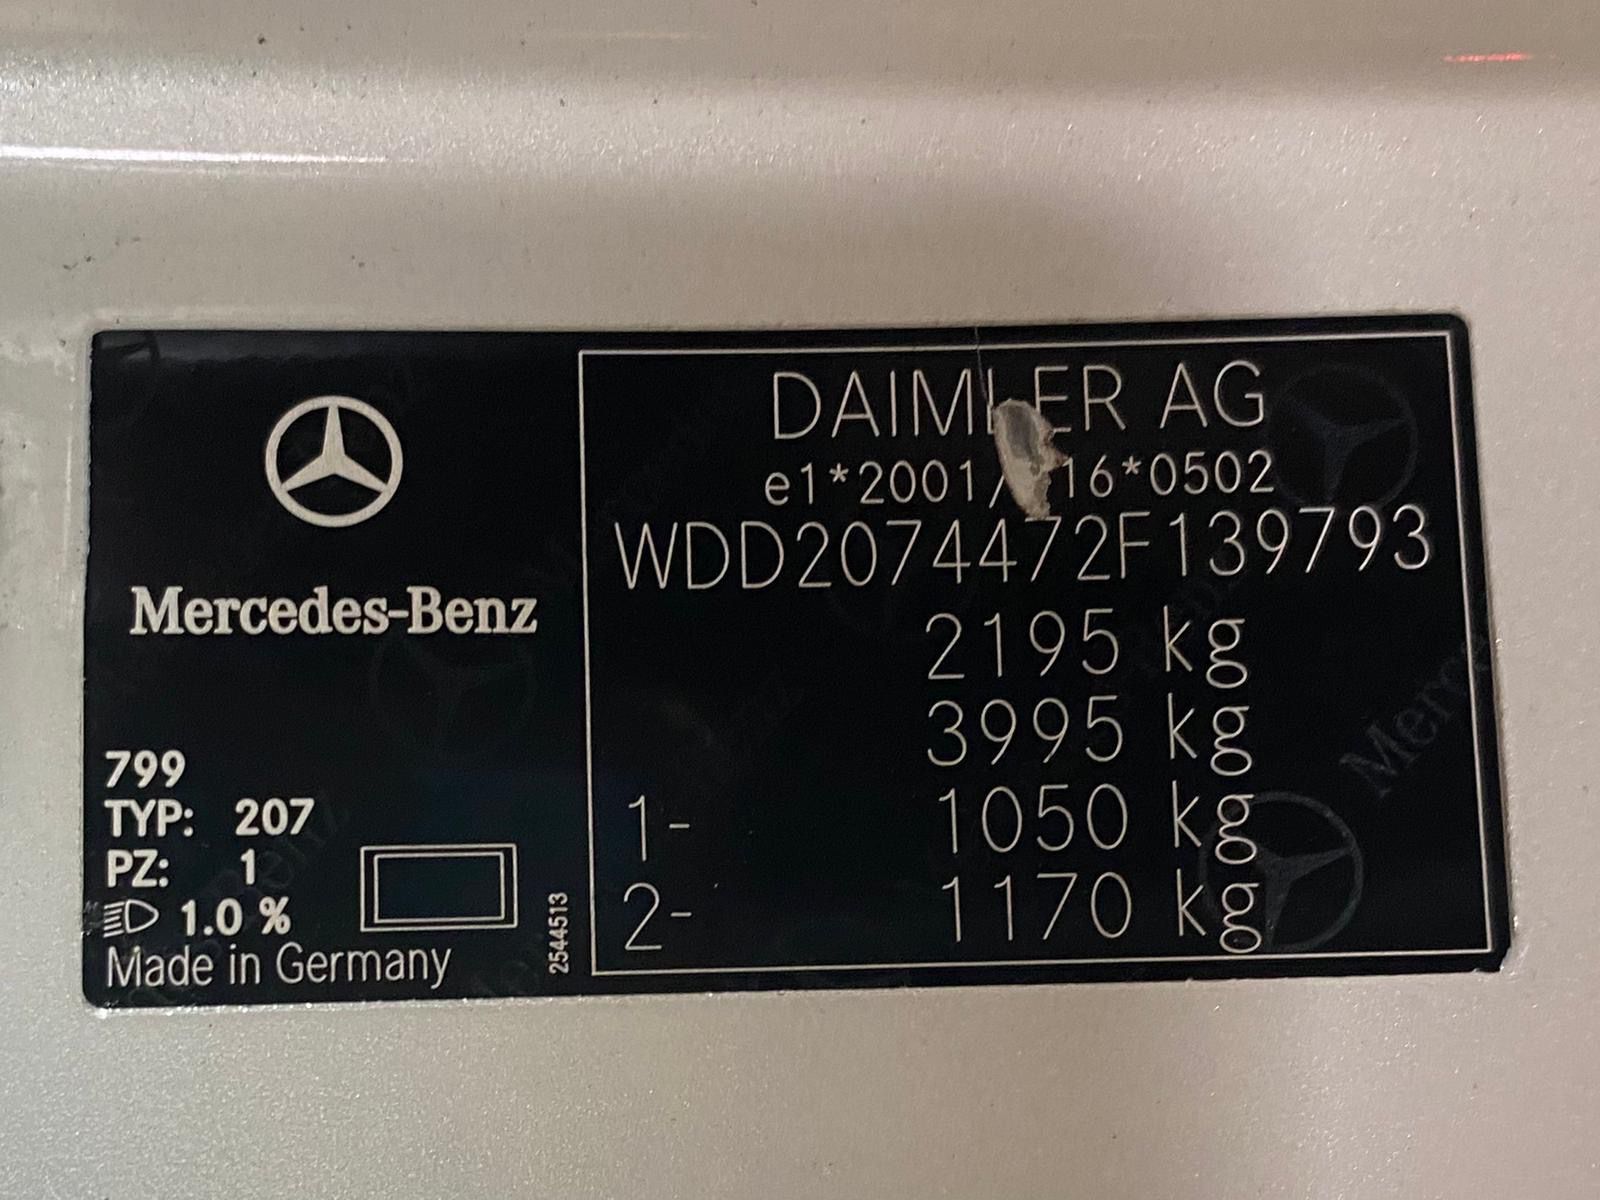 Mercedes-Benz
799
TYP: 207
PZ: 1
1.0 %
Made in Germany
2544513
DAIMLER AG
e1*2001/ 16*0502
WDD2074472F139793
2195 kg
3995 kg
1- 1050 kg
2- 1170 kg